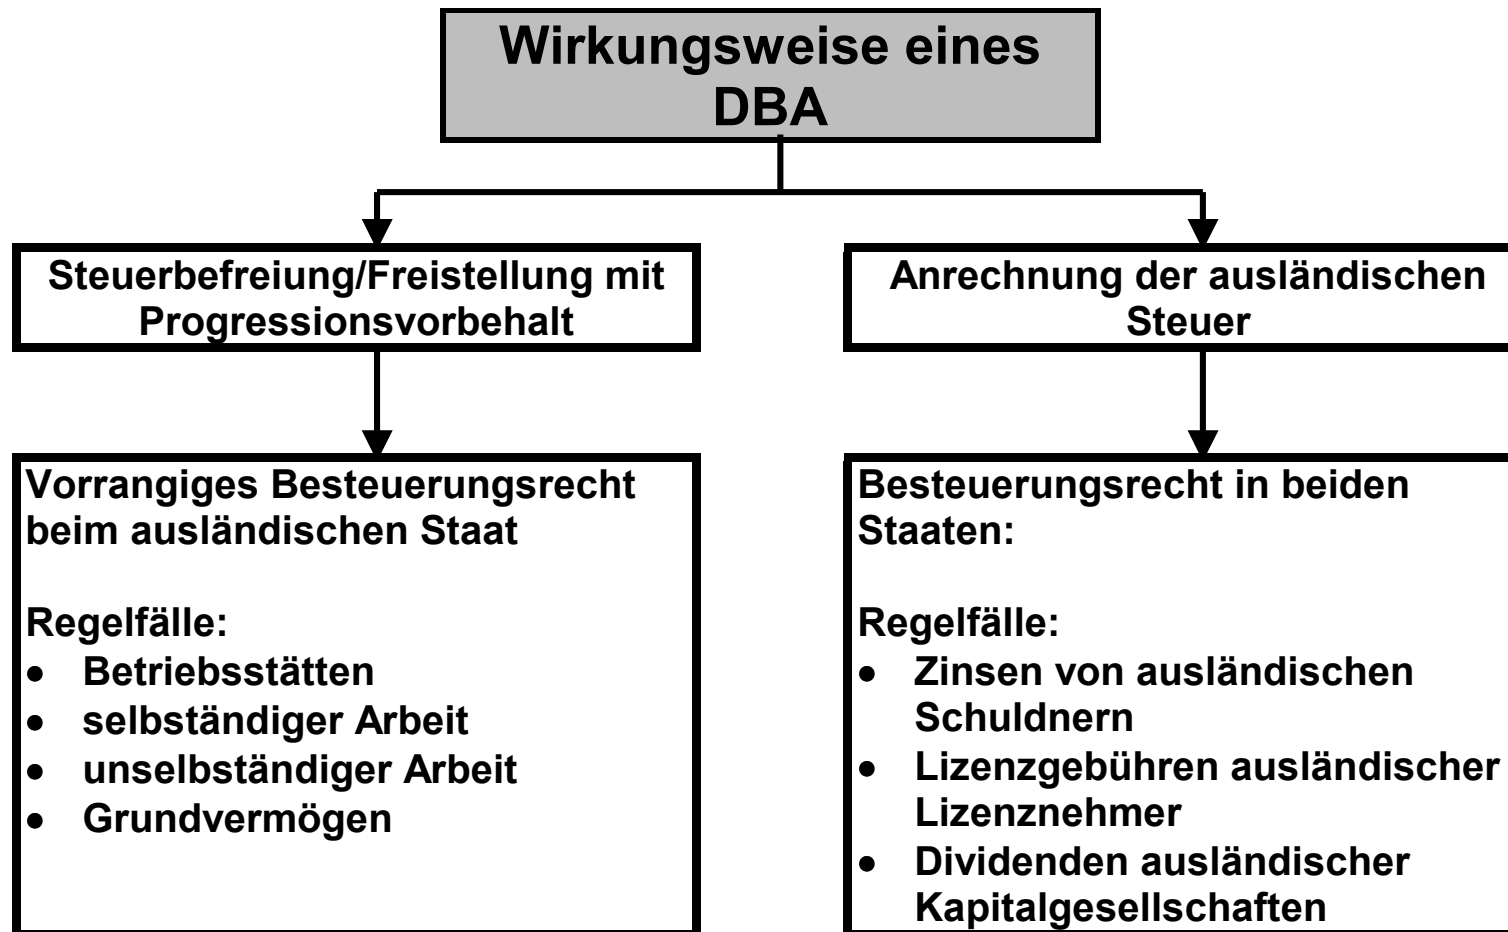 Wirkungsweise eines
DBA
Steuerbefreiung/Freistellung mit
Progressionsvorbehalt
Anrechnung der ausländischen
Steuer
Vorrangiges Besteuerungsrecht
beim ausländischen Staat
Regelfälle:
• Betriebsstätten
• selbständiger Arbeit
• unselbständiger Arbeit
• Grundvermögen
Besteuerungsrecht in beiden
Staaten:
Regelfälle:
• Zinsen von ausländischen
Schuldnern
• Lizenzgebühren ausländischer
Lizenznehmer
• Dividenden ausländischer
Kapitalgesellschaften